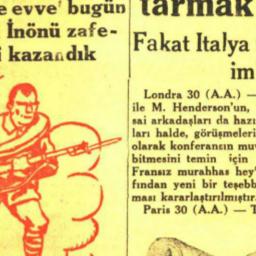 e evve' bugün
İnönü zafe-
i kazandık
tarmak
Fakat Italya
im
Londra 30 (A.A.) —
ile M. Henderson'un,
sai arkadaşları da hazı
ları halde, görüşmeleri
olarak konferansın muv
bitmesini temin için
Fransız murahhas hey'
fından yeni bir teşebb
ması kararlaştırılmıştır.
Paris 30 (A.A.) — T